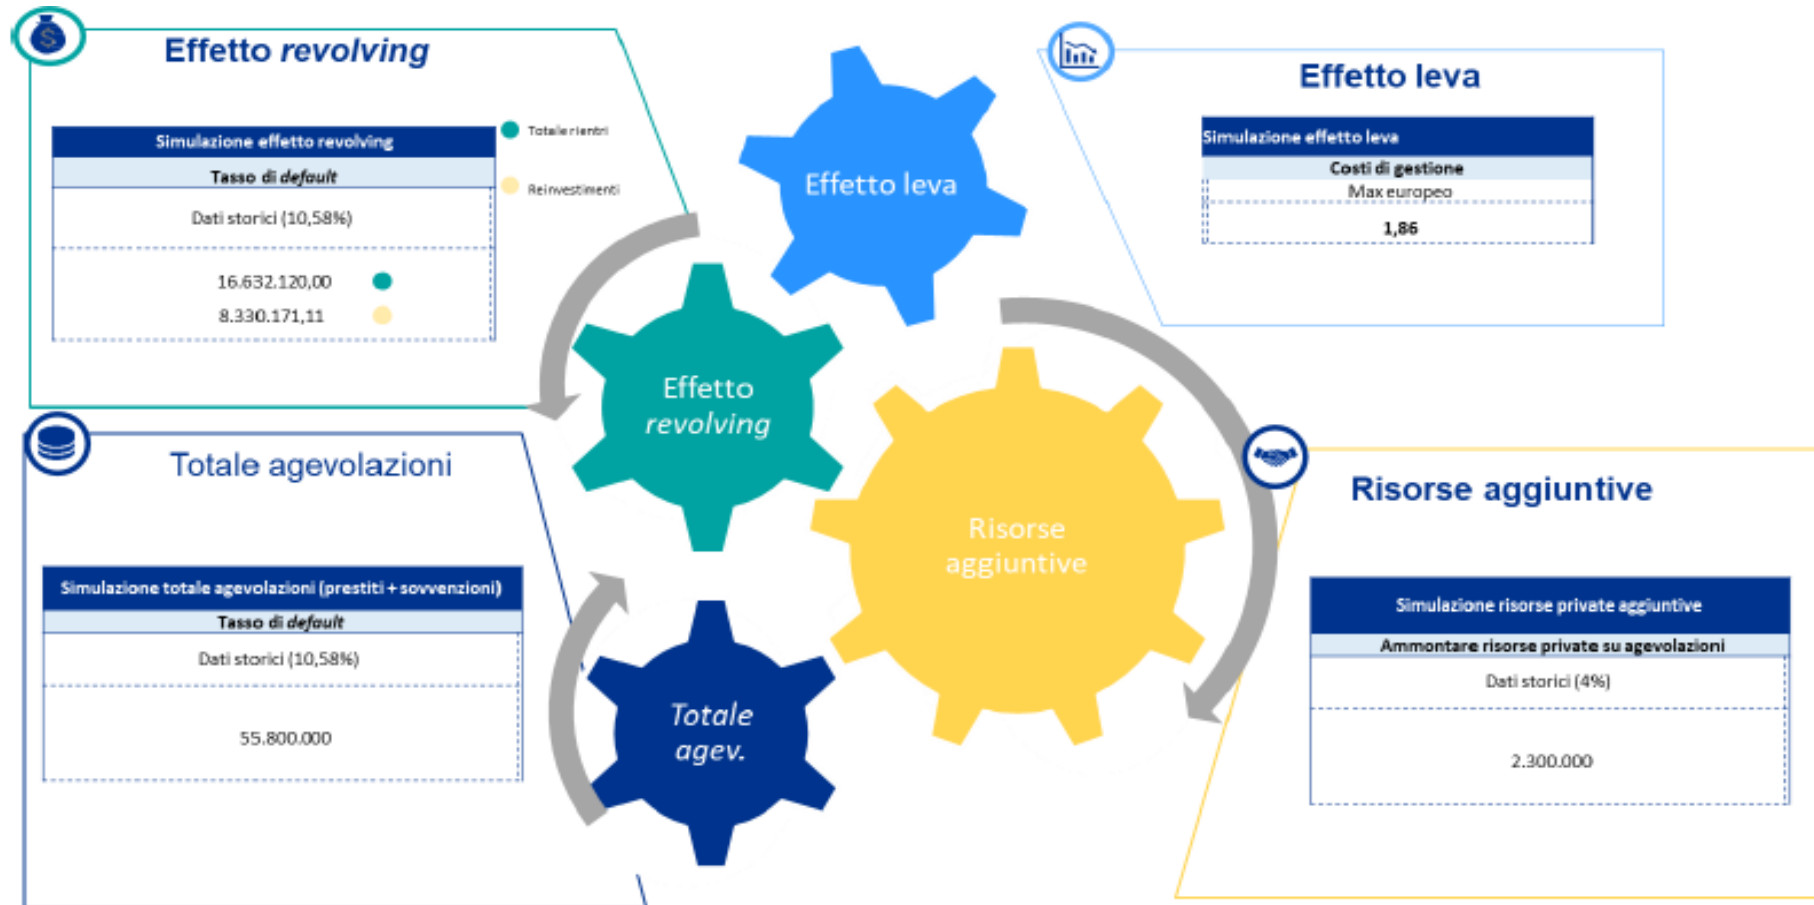 Effetto revolving
Simulazione effetto revolving
Tasso di default
Dati storici (10,58%)
16.632.120,00
8.330.171,11
Totale rientri
Reinvestimenti
Effetto leva
Simulazione effetto leva
Costi di gestione
Max europeo
1,86
Effetto leva
Effetto
revolving
Risorse
aggiuntive
Totale
agev.
Totale agevolazioni
Simulazione totale agevolazioni (prestiti + sovvenzioni)
Tasso di default
Dati storici (10,58%)
55.800.000
Risorse aggiuntive
Simulazione risorse private aggiuntive
Ammontare risorse private su agevolazioni
Dati storici (4%)
2.300.000